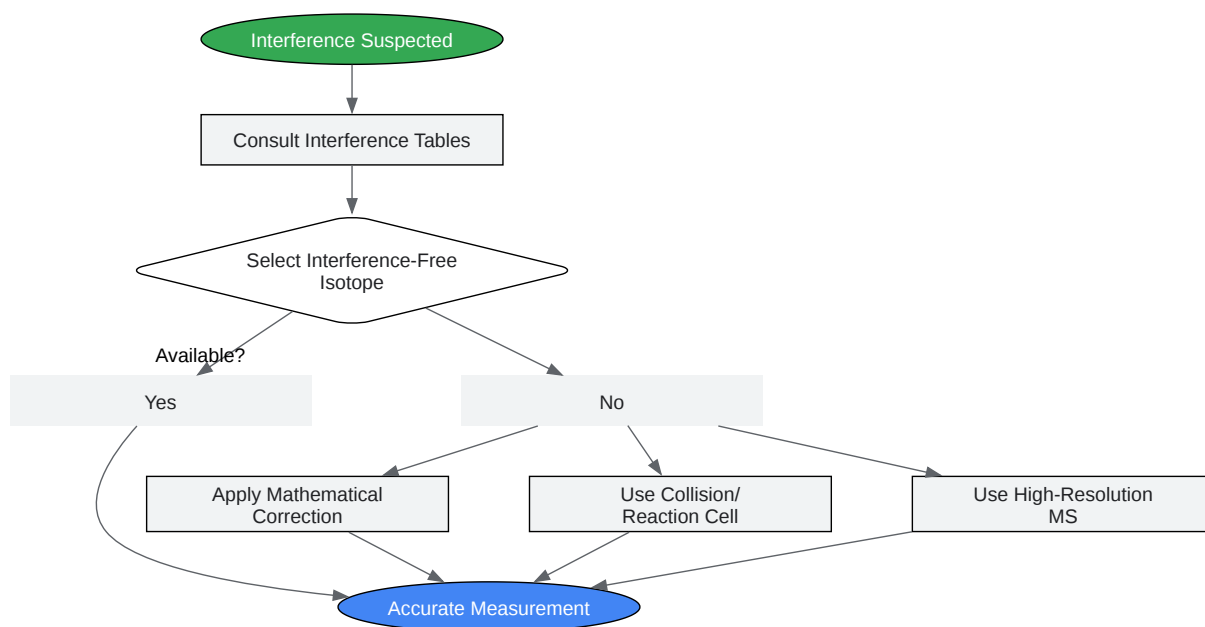 Interference Suspected
Consult Interference Tables
Select Interference-Free
Isotope
Available?
Yes
No
Apply Mathematical
Correction
Use Collision/
Reaction Cell
Use High-Resolution
MS
Accurate Measurement